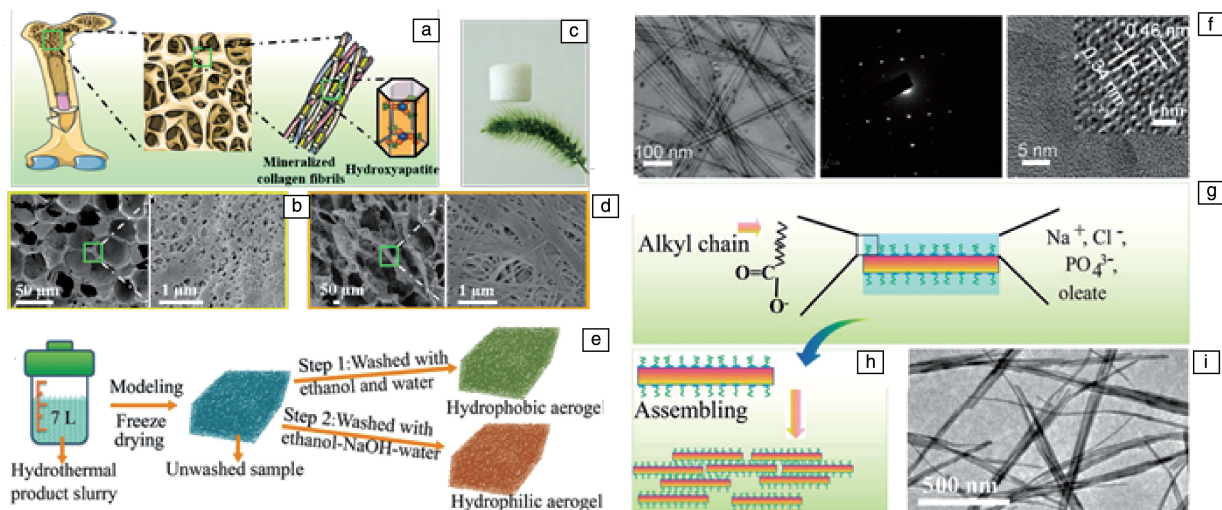 a
Mineralized
collagen fibrils
Hydroxyapatite
c
b
50 μm
1 μm
d
50 μm
1 μm
7 L
Hydrothermal
product slurry
Modeling
Freeze
drying
Unwashed sample
Step 1:Washed with
ethanol and water
Step 2:Washed with
ethanol-NaOH-water
e
Hydrophobic aerogel
Hydrophilic aerogel
f
100 nm
5 nm
0.46 nm
0.34 nm
1 nm
g
Alkyl chain
O=C
O-
Na +, Cl -,
PO₄³⁻,
oleate
h
Assembling
i
500 nm